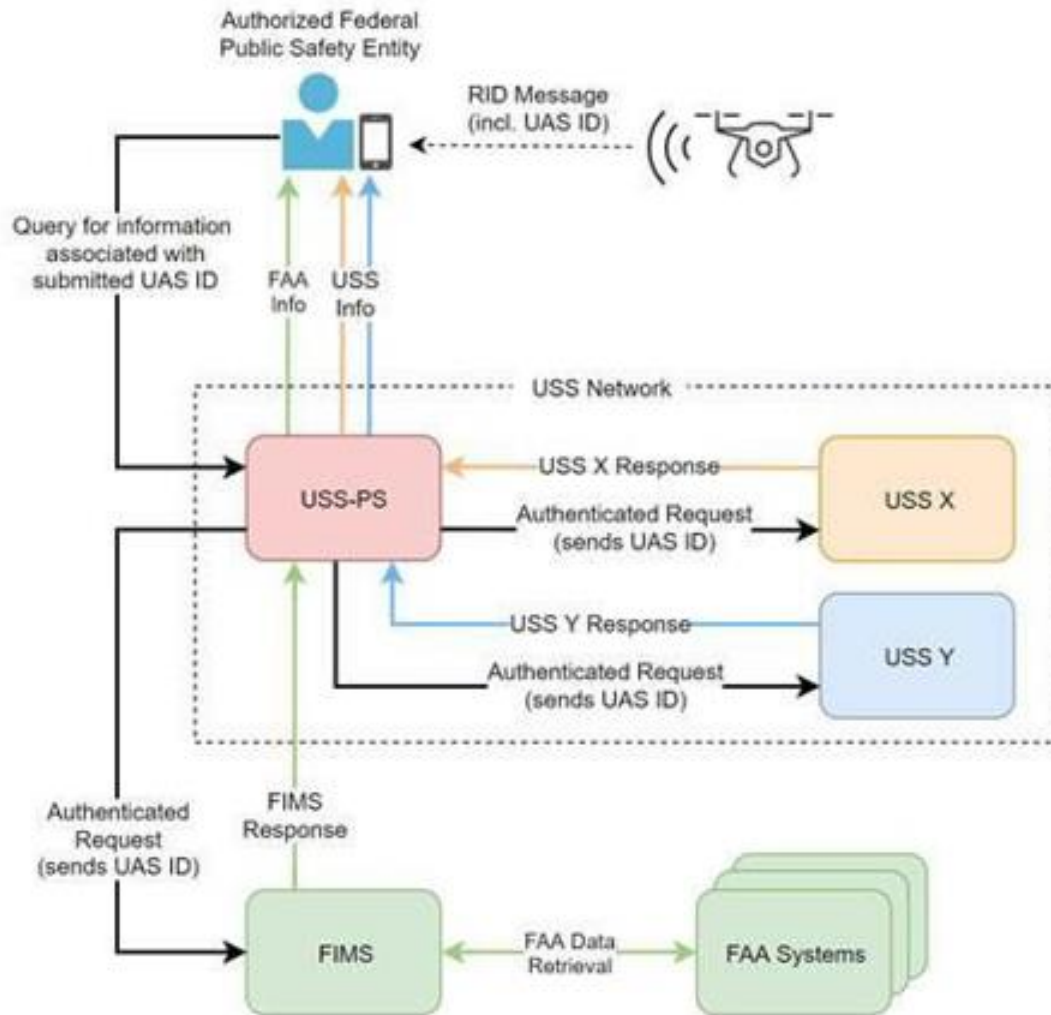 Authorized Federal
Public Safety Entity
RID Message
(incl. UAS ID)
Query for information
associated with
submitted UAS ID
FAA
Info
USS
Info
USS Network
USS-PS
USS X Response
USS X
Authenticated Request
(sends UAS ID)
USS Y Response
USS Y
Authenticated Request
(sends UAS ID)
Authenticated
Request
(sends UAS ID)
FIMS
Response
FIMS
FAA Data
Retrieval
FAA Systems